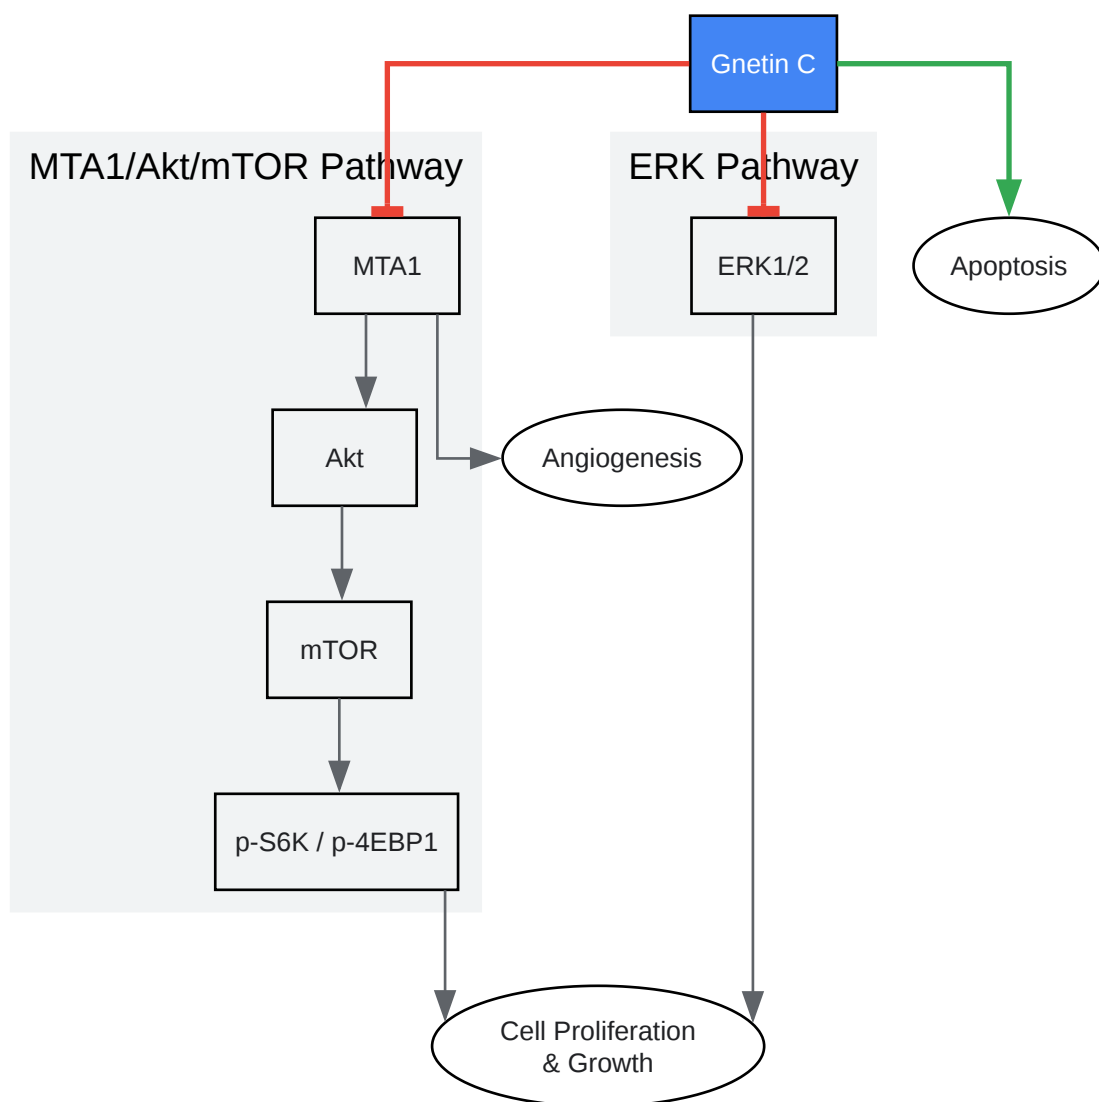 Gnetin C
MTA1/Akt/mTOR Pathway
ERK Pathway
MTA1
ERK1/2
Apoptosis
Akt
Angiogenesis
mTOR
p-S6K / p-4EBP1
Cell Proliferation
& Growth